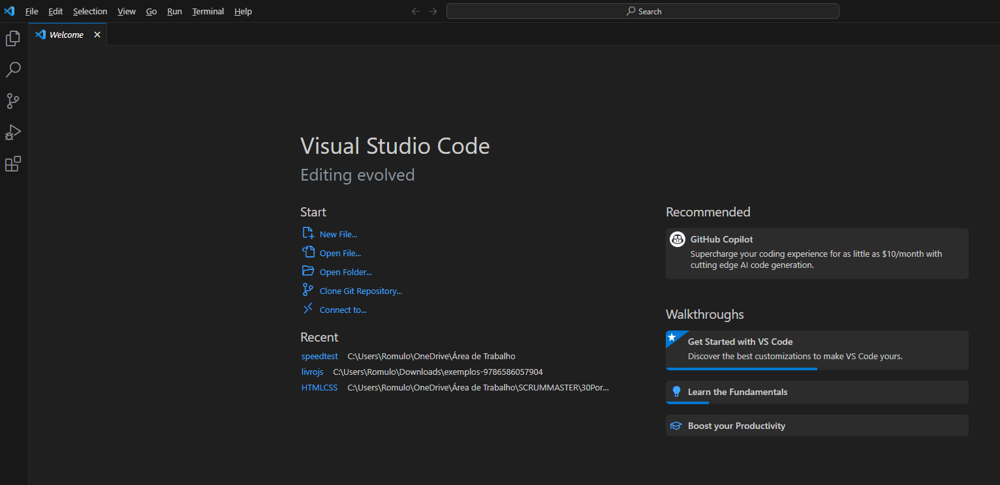 File Edit Selection View Go Run Terminal Help Search
Welcome
Visual Studio Code
Editing evolved
Start
New File...
Open File...
Open Folder...
Clone Git Repository...
Connect to...
Recent
speedtest C:\Users\Romulo\OneDrive\Área de Trabalho
livrojs C:\Users\Romulo\Downloads\exemplos-9786586057904
HTMLCSS C:\Users\Romulo\OneDrive\Área de Trabalho\SCRUMMASTER\30Por...
Recommended
GitHub Copilot
Supercharge your coding experience for as little as $10/month with
cutting edge AI code generation.
Walkthroughs
Get Started with VS Code
Discover the best customizations to make VS Code yours.
Learn the Fundamentals
Boost your Productivity